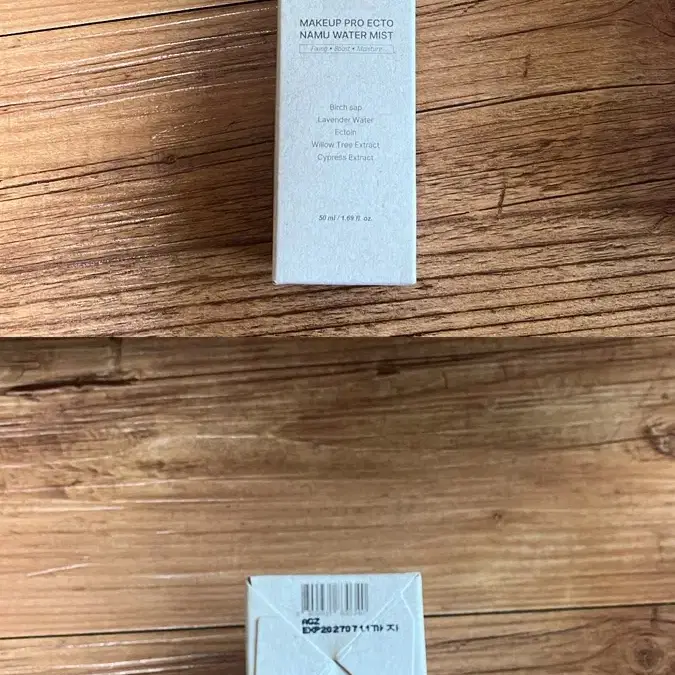 MAKEUP PRO ECTO
NAMU WATER MIST
Fixing • Boost • Moisture
Birch sap
Lavender Water
Ectoin
Willow Tree Extract
Cypress Extract
50 ml / 1.69 fl. oz.
AGZ
EXP20270711까지